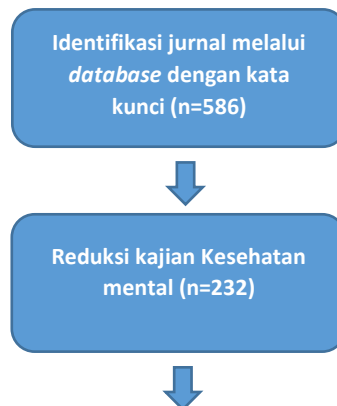 Identifikasi jurnal melalui
database dengan kata
kunci (n=586)
Reduksi kajian Kesehatan
mental (n=232)